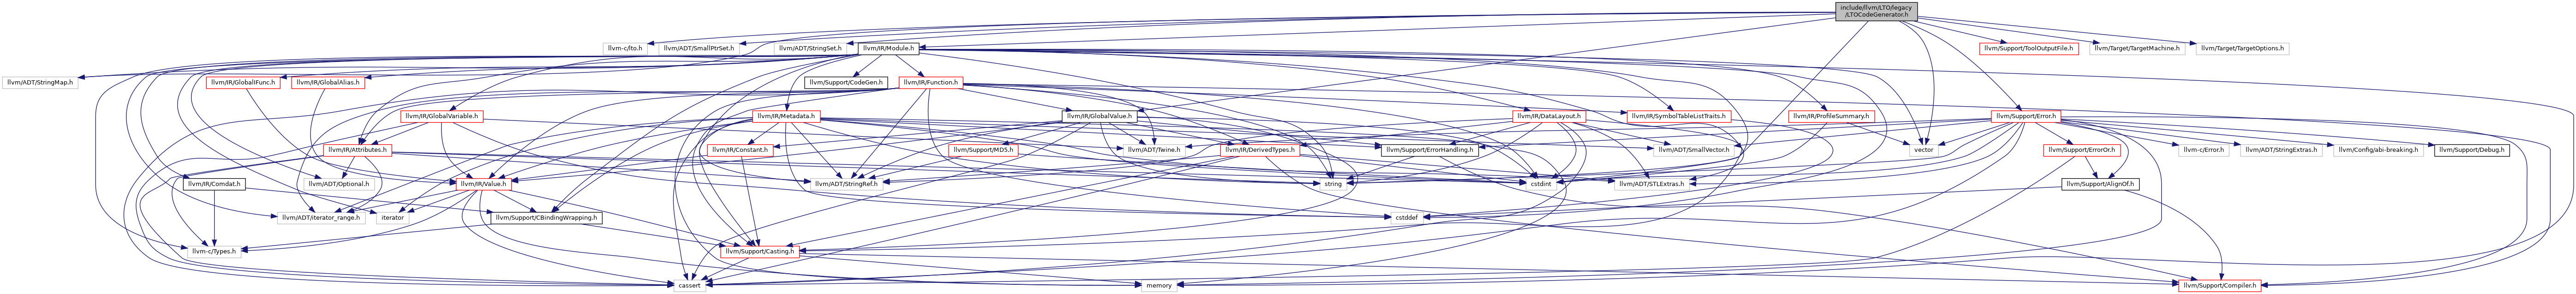 include/llvm/LTO/legacy
/LTOCodeGenerator.h
llvm-c/lto.h
llvm/ADT/SmallPtrSet.h
llvm/ADT/StringSet.h
llvm/IR/Module.h
llvm/Support/ToolOutputFile.h
llvm/Target/TargetMachine.h
llvm/Target/TargetOptions.h
llvm/ADT/StringMap.h
llvm/IR/GlobalIFunc.h
llvm/IR/GlobalAlias.h
llvm/Support/CodeGen.h
llvm/IR/Function.h
llvm/IR/GlobalVariable.h
llvm/IR/Metadata.h
llvm/IR/GlobalValue.h
llvm/IR/DataLayout.h
llvm/IR/SymbolTableListTraits.h
llvm/IR/ProfileSummary.h
llvm/Support/Error.h
llvm/IR/Attributes.h
llvm/IR/Constant.h
llvm/Support/MD5.h
llvm/ADT/Twine.h
llvm/IR/DerivedTypes.h
llvm/Support/ErrorHandling.h
llvm/ADT/SmallVector.h
vector
llvm/Support/ErrorOr.h
llvm-c/Error.h
llvm/ADT/StringExtras.h
llvm/Config/abi-breaking.h
llvm/Support/Debug.h
llvm/IR/Comdat.h
llvm/ADT/Optional.h
llvm/IR/Value.h
llvm/ADT/StringRef.h
string
cstdint
llvm/ADT/STLExtras.h
llvm/Support/AlignOf.h
llvm/ADT/iterator_range.h
iterator
llvm/Support/CBindingWrapping.h
cstddef
llvm-c/Types.h
llvm/Support/Casting.h
cassert
memory
llvm/Support/Compiler.h